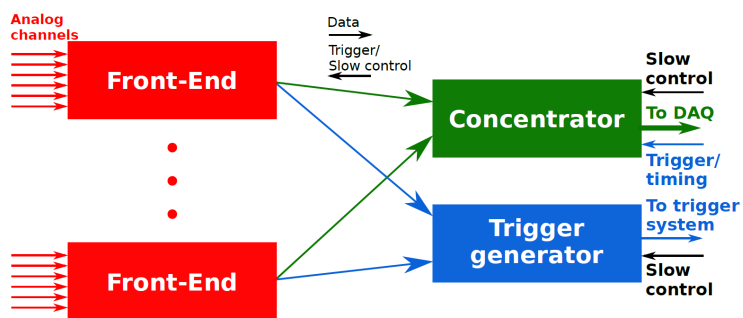 Analog
channels
Data
Trigger/
Slow control
Front-End
Concentrator
Slow
control
To DAQ
Trigger/
timing
Trigger
generator
To trigger
system
Slow
control
Front-End